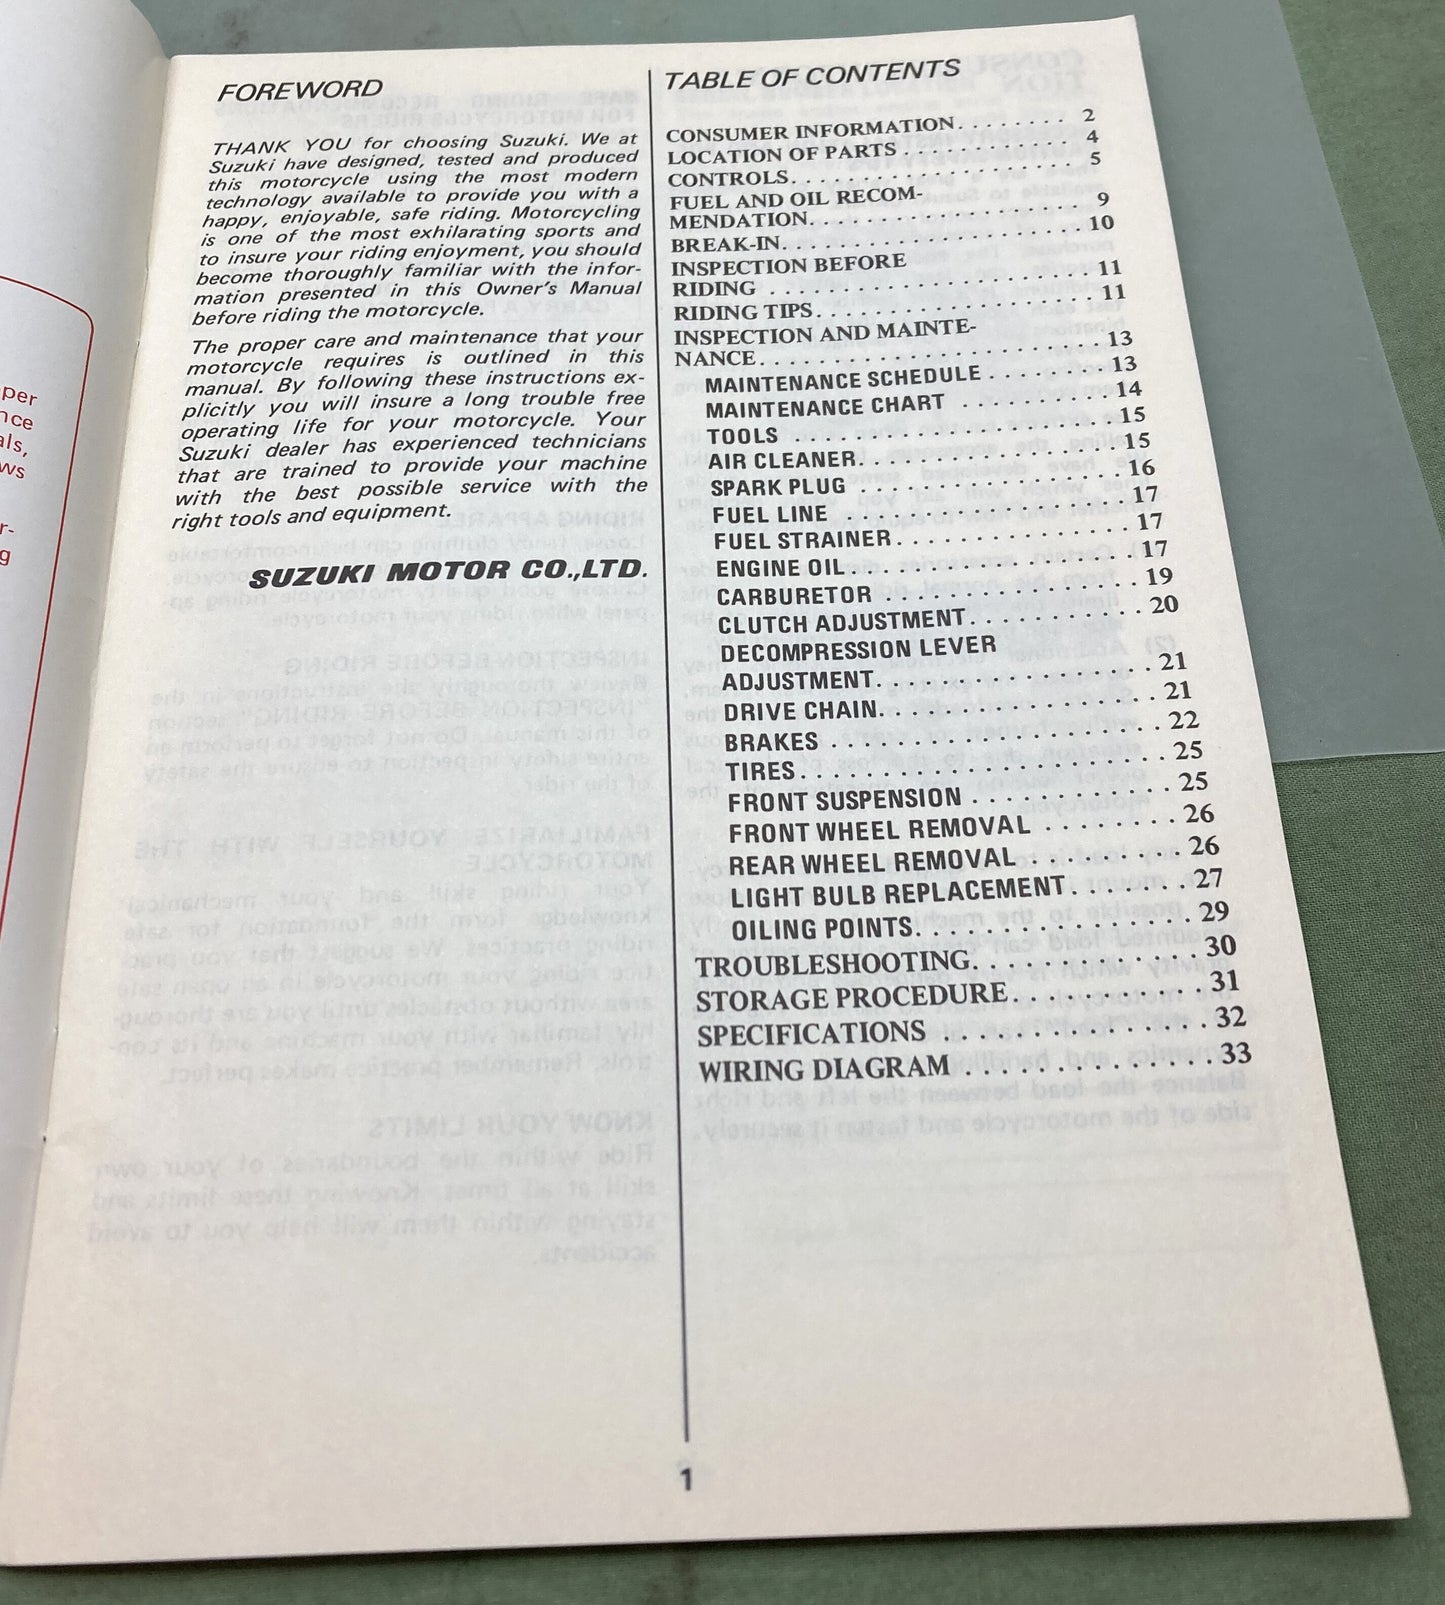 per
nce
als,
ws
r-
g
FOREWORD
THANK YOU for choosing Suzuki. We at
Suzuki have designed, tested and produced
this motorcycle using the most modern
technology available to provide you with a
happy, enjoyable, safe riding. Motorcycling
is one of the most exhilarating sports and
to insure your riding enjoyment, you should
become thoroughly familiar with the infor-
mation presented in this Owner's Manual
before riding the motorcycle.
The proper care and maintenance that your
motorcycle requires is outlined in this
manual. By following these instructions ex-
plicitly you will insure a long trouble free
operating life for your motorcycle. Your
Suzuki dealer has experienced technicians
that are trained to provide your machine
with the best possible service with the
right tools and equipment.
SUZUKI MOTOR CO.,LTD.
TABLE OF CONTENTS
CONSUMER INFORMATION. . . . . . . . 2
LOCATION OF PARTS . . . . . . . . . . . . 4
CONTROLS. . . . . . . . . . . . . . . . . . . . 5
FUEL AND OIL RECOM-
MENDATION. . . . . . . . . . . . . . . . . . . 9
BREAK-IN. . . . . . . . . . . . . . . . . . . . . 10
INSPECTION BEFORE
RIDING . . . . . . . . . . . . . . . . . . . . . . 11
RIDING TIPS. . . . . . . . . . . . . . . . . . . 11
INSPECTION AND MAINTE-
NANCE. . . . . . . . . . . . . . . . . . . . . . . 13
MAINTENANCE SCHEDULE . . . . . . . . 13
MAINTENANCE CHART . . . . . . . . . . 14
TOOLS . . . . . . . . . . . . . . . . . . . . . 15
AIR CLEANER. . . . . . . . . . . . . . . . . 15
SPARK PLUG . . . . . . . . . . . . . . . . . 16
FUEL LINE . . . . . . . . . . . . . . . . . . 17
FUEL STRAINER. . . . . . . . . . . . . . . 17
ENGINE OIL. . . . . . . . . . . . . . . . . . 17
CARBURETOR . . . . . . . . . . . . . . . . 19
CLUTCH ADJUSTMENT. . . . . . . . . . . 20
DECOMPRESSION LEVER
ADJUSTMENT. . . . . . . . . . . . . . . . . 21
DRIVE CHAIN. . . . . . . . . . . . . . . . . 21
BRAKES . . . . . . . . . . . . . . . . . . . . 22
TIRES. . . . . . . . . . . . . . . . . . . . . . 25
FRONT SUSPENSION . . . . . . . . . . . . 25
FRONT WHEEL REMOVAL . . . . . . . . 26
REAR WHEEL REMOVAL . . . . . . . . . 26
LIGHT BULB REPLACEMENT. . . . . . . 27
OILING POINTS. . . . . . . . . . . . . . . . 29
TROUBLESHOOTING. . . . . . . . . . . . . 30
STORAGE PROCEDURE. . . . . . . . . . . 31
SPECIFICATIONS . . . . . . . . . . . . . . . 32
WIRING DIAGRAM . . . . . . . . . . . . . . 33
1